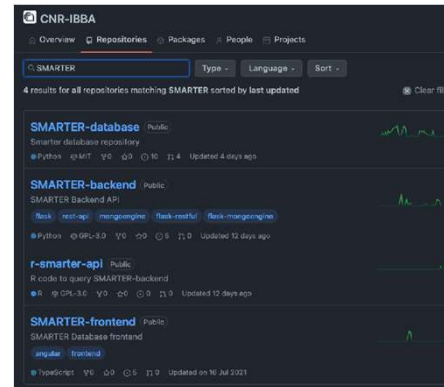 CNR-IBBA
Overview Repositories Packages People Projects
SMARTER Type Language Sort
4 results for all repositories matching SMARTER sorted by last updated Clear fil
SMARTER-database Public
Smarter database repository
Python MIT 0 0 10 4 Updated 4 days ago
SMARTER-backend Public
SMARTER Backend API
flask rest-api mongoengine flask-restful flask-mongoengine
Python GPL-3.0 0 0 5 0 Updated 12 days ago
r-smarter-api Public
R code to query SMARTER-backend
R GPL-3.0 0 0 0 0 Updated 12 days ago
SMARTER-frontend Public
SMARTER Database frontend
angular frontend
TypeScript 0 0 5 0 Updated on 16 Jul 2021